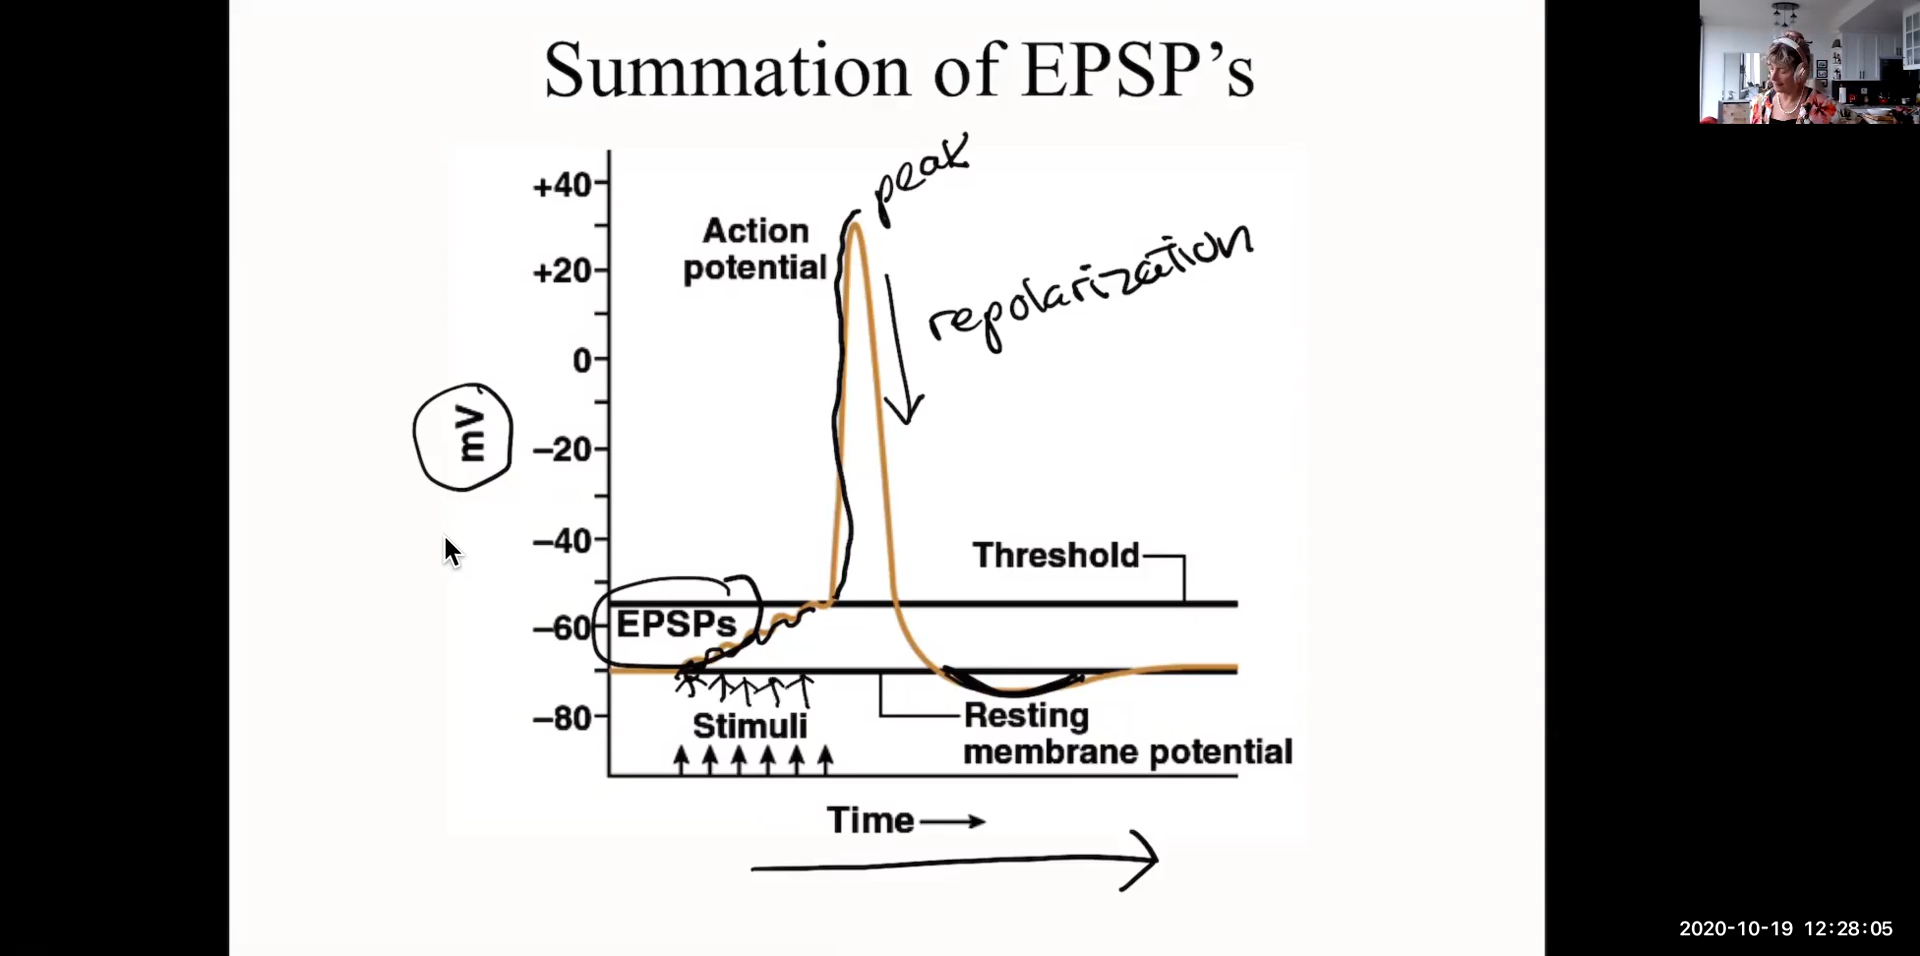 Summation of EPSP's
peak
+40
Action
potential
repolarization
+20
0
mV
–20
–40
Threshold
EPSPs
–60
Stimuli
–80
Resting
membrane potential
Time
2020-10-19 12:28:05